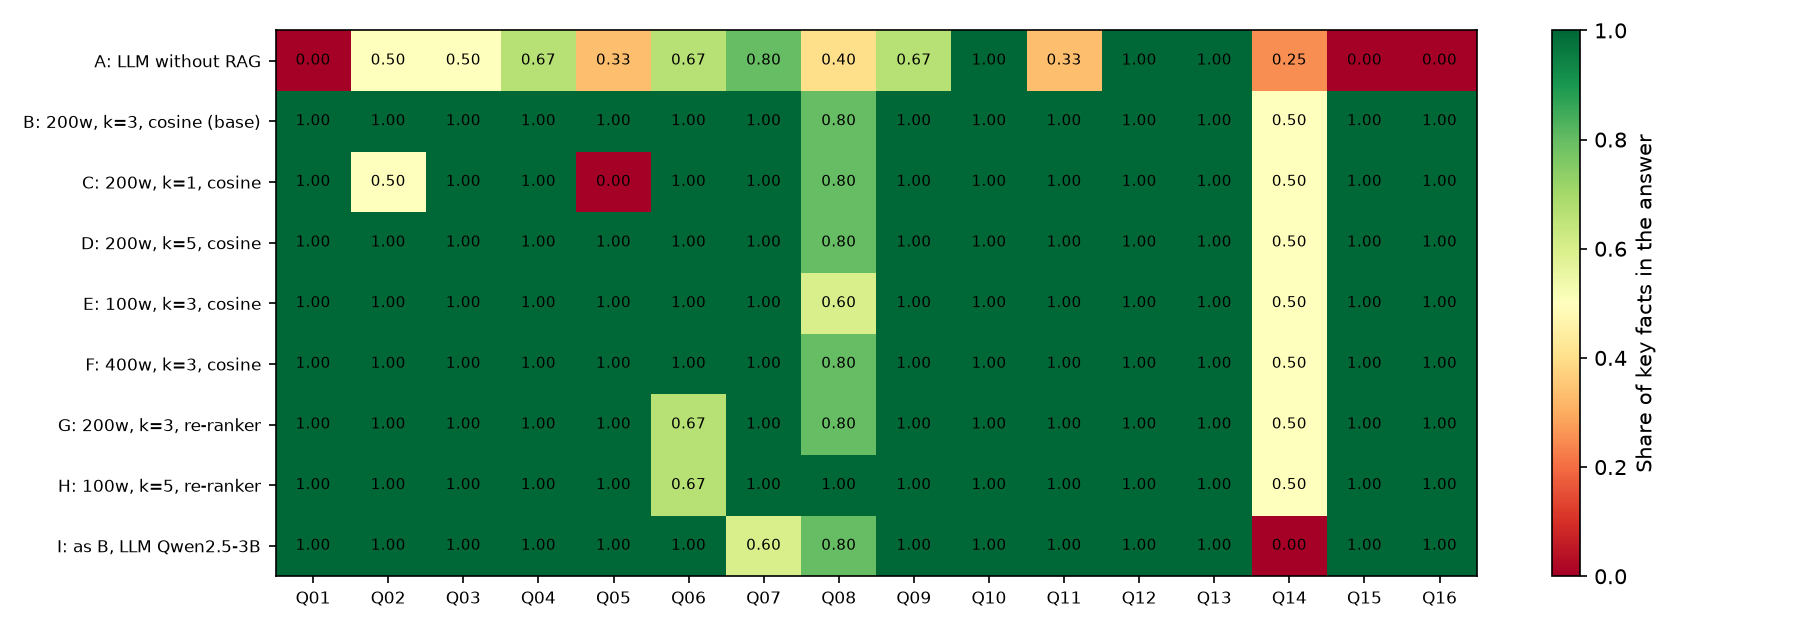 A: LLM without RAG 0.00 0.50 0.50 0.67 0.33 0.67 0.80 0.40 0.67 1.00 0.33 1.00 1.00 0.25 0.00 0.00
B: 200w, k=3, cosine (base) 1.00 1.00 1.00 1.00 1.00 1.00 1.00 0.80 1.00 1.00 1.00 1.00 1.00 0.50 1.00 1.00
C: 200w, k=1, cosine 1.00 0.50 1.00 1.00 0.00 1.00 1.00 0.80 1.00 1.00 1.00 1.00 1.00 0.50 1.00 1.00
D: 200w, k=5, cosine 1.00 1.00 1.00 1.00 1.00 1.00 1.00 0.80 1.00 1.00 1.00 1.00 1.00 0.50 1.00 1.00
E: 100w, k=3, cosine 1.00 1.00 1.00 1.00 1.00 1.00 1.00 0.60 1.00 1.00 1.00 1.00 1.00 0.50 1.00 1.00
F: 400w, k=3, cosine 1.00 1.00 1.00 1.00 1.00 1.00 1.00 0.80 1.00 1.00 1.00 1.00 1.00 0.50 1.00 1.00
G: 200w, k=3, re-ranker 1.00 1.00 1.00 1.00 1.00 0.67 1.00 0.80 1.00 1.00 1.00 1.00 1.00 0.50 1.00 1.00
H: 100w, k=5, re-ranker 1.00 1.00 1.00 1.00 1.00 0.67 1.00 1.00 1.00 1.00 1.00 1.00 1.00 0.50 1.00 1.00
I: as B, LLM Qwen2.5-3B 1.00 1.00 1.00 1.00 1.00 1.00 0.60 0.80 1.00 1.00 1.00 1.00 1.00 0.00 1.00 1.00
Q01 Q02 Q03 Q04 Q05 Q06 Q07 Q08 Q09 Q10 Q11 Q12 Q13 Q14 Q15 Q16
1.0
0.8
0.6
0.4
0.2
0.0
Share of key facts in the answer